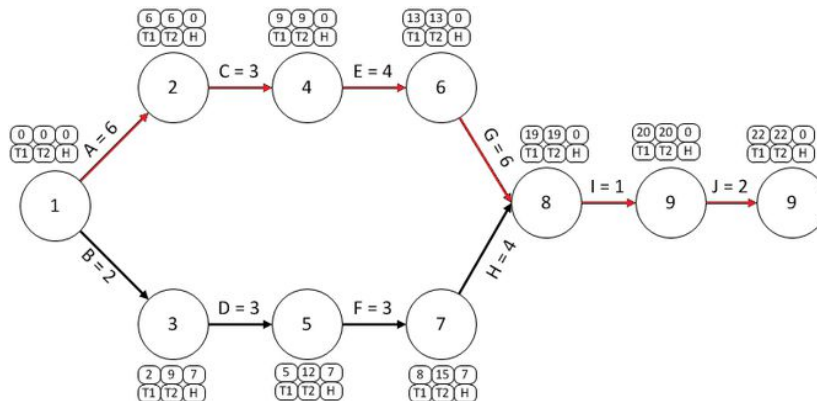 6 6 0
T1 T2 H
9 9 0
T1 T2 H
13 13 0
T1 T2 H
C = 3
E = 4
2
4
6
0 0 0
T1 T2 H
A = 6
G = 6
19 19 0
T1 T2 H
20 20 0
T1 T2 H
22 22 0
T1 T2 H
1
I = 1
J = 2
8
9
9
B = 2
H = 4
D = 3
F = 3
3
5
7
2 9 7
T1 T2 H
5 12 7
T1 T2 H
8 15 7
T1 T2 H